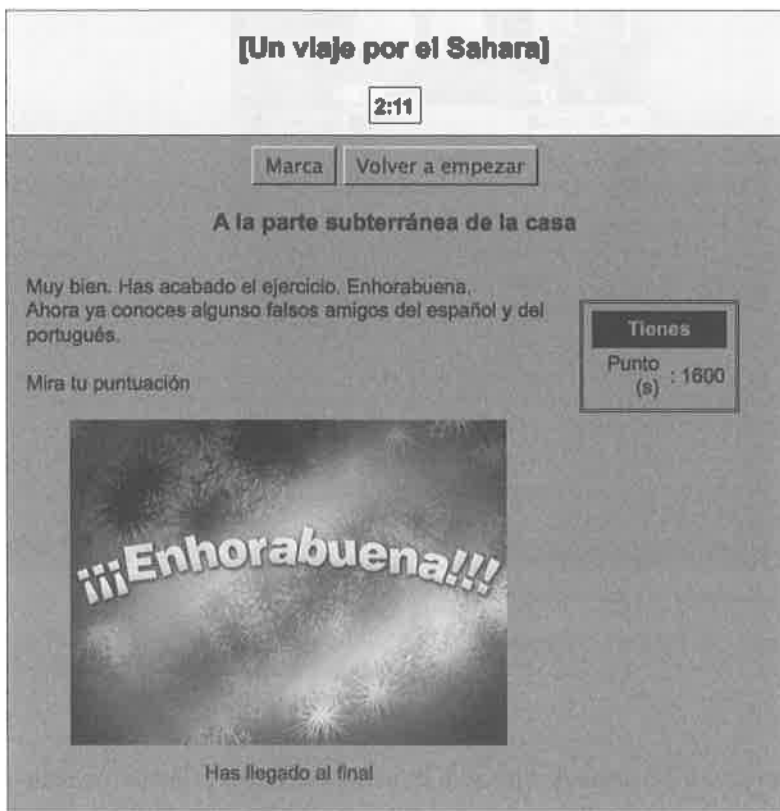 [Un viaje por el Sahara]
2:11
Marca Volver a empezar
A la parte subterránea de la casa
Muy bien. Has acabado el ejercicio. Enhorabuena.
Ahora ya conoces algunso falsos amigos del español y del
portugués.
Mira tu puntuación
Tienes
Punto
(s) : 1600
¡¡¡Enhorabuena!!!
Has llegado al final